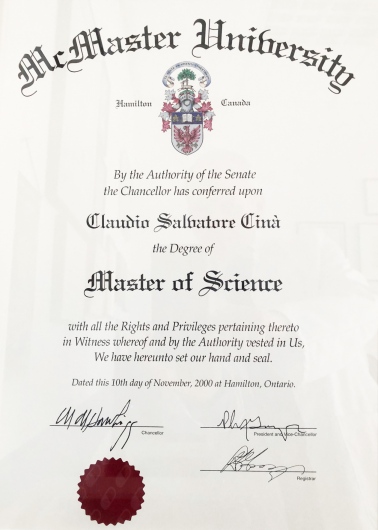 McMaster University
Hamilton Canada
By the Authority of the Senate
the Chancellor has conferred upon
Claudio Salvatore Cinà
the Degree of
Master of Science
with all the Rights and Privileges pertaining thereto
in Witness whereof and by the Authority vested in Us,
We have hereunto set our hand and seal.
Dated this 10th day of November, 2000 at Hamilton, Ontario.
Chancellor
President and Vice-Chancellor
Registrar